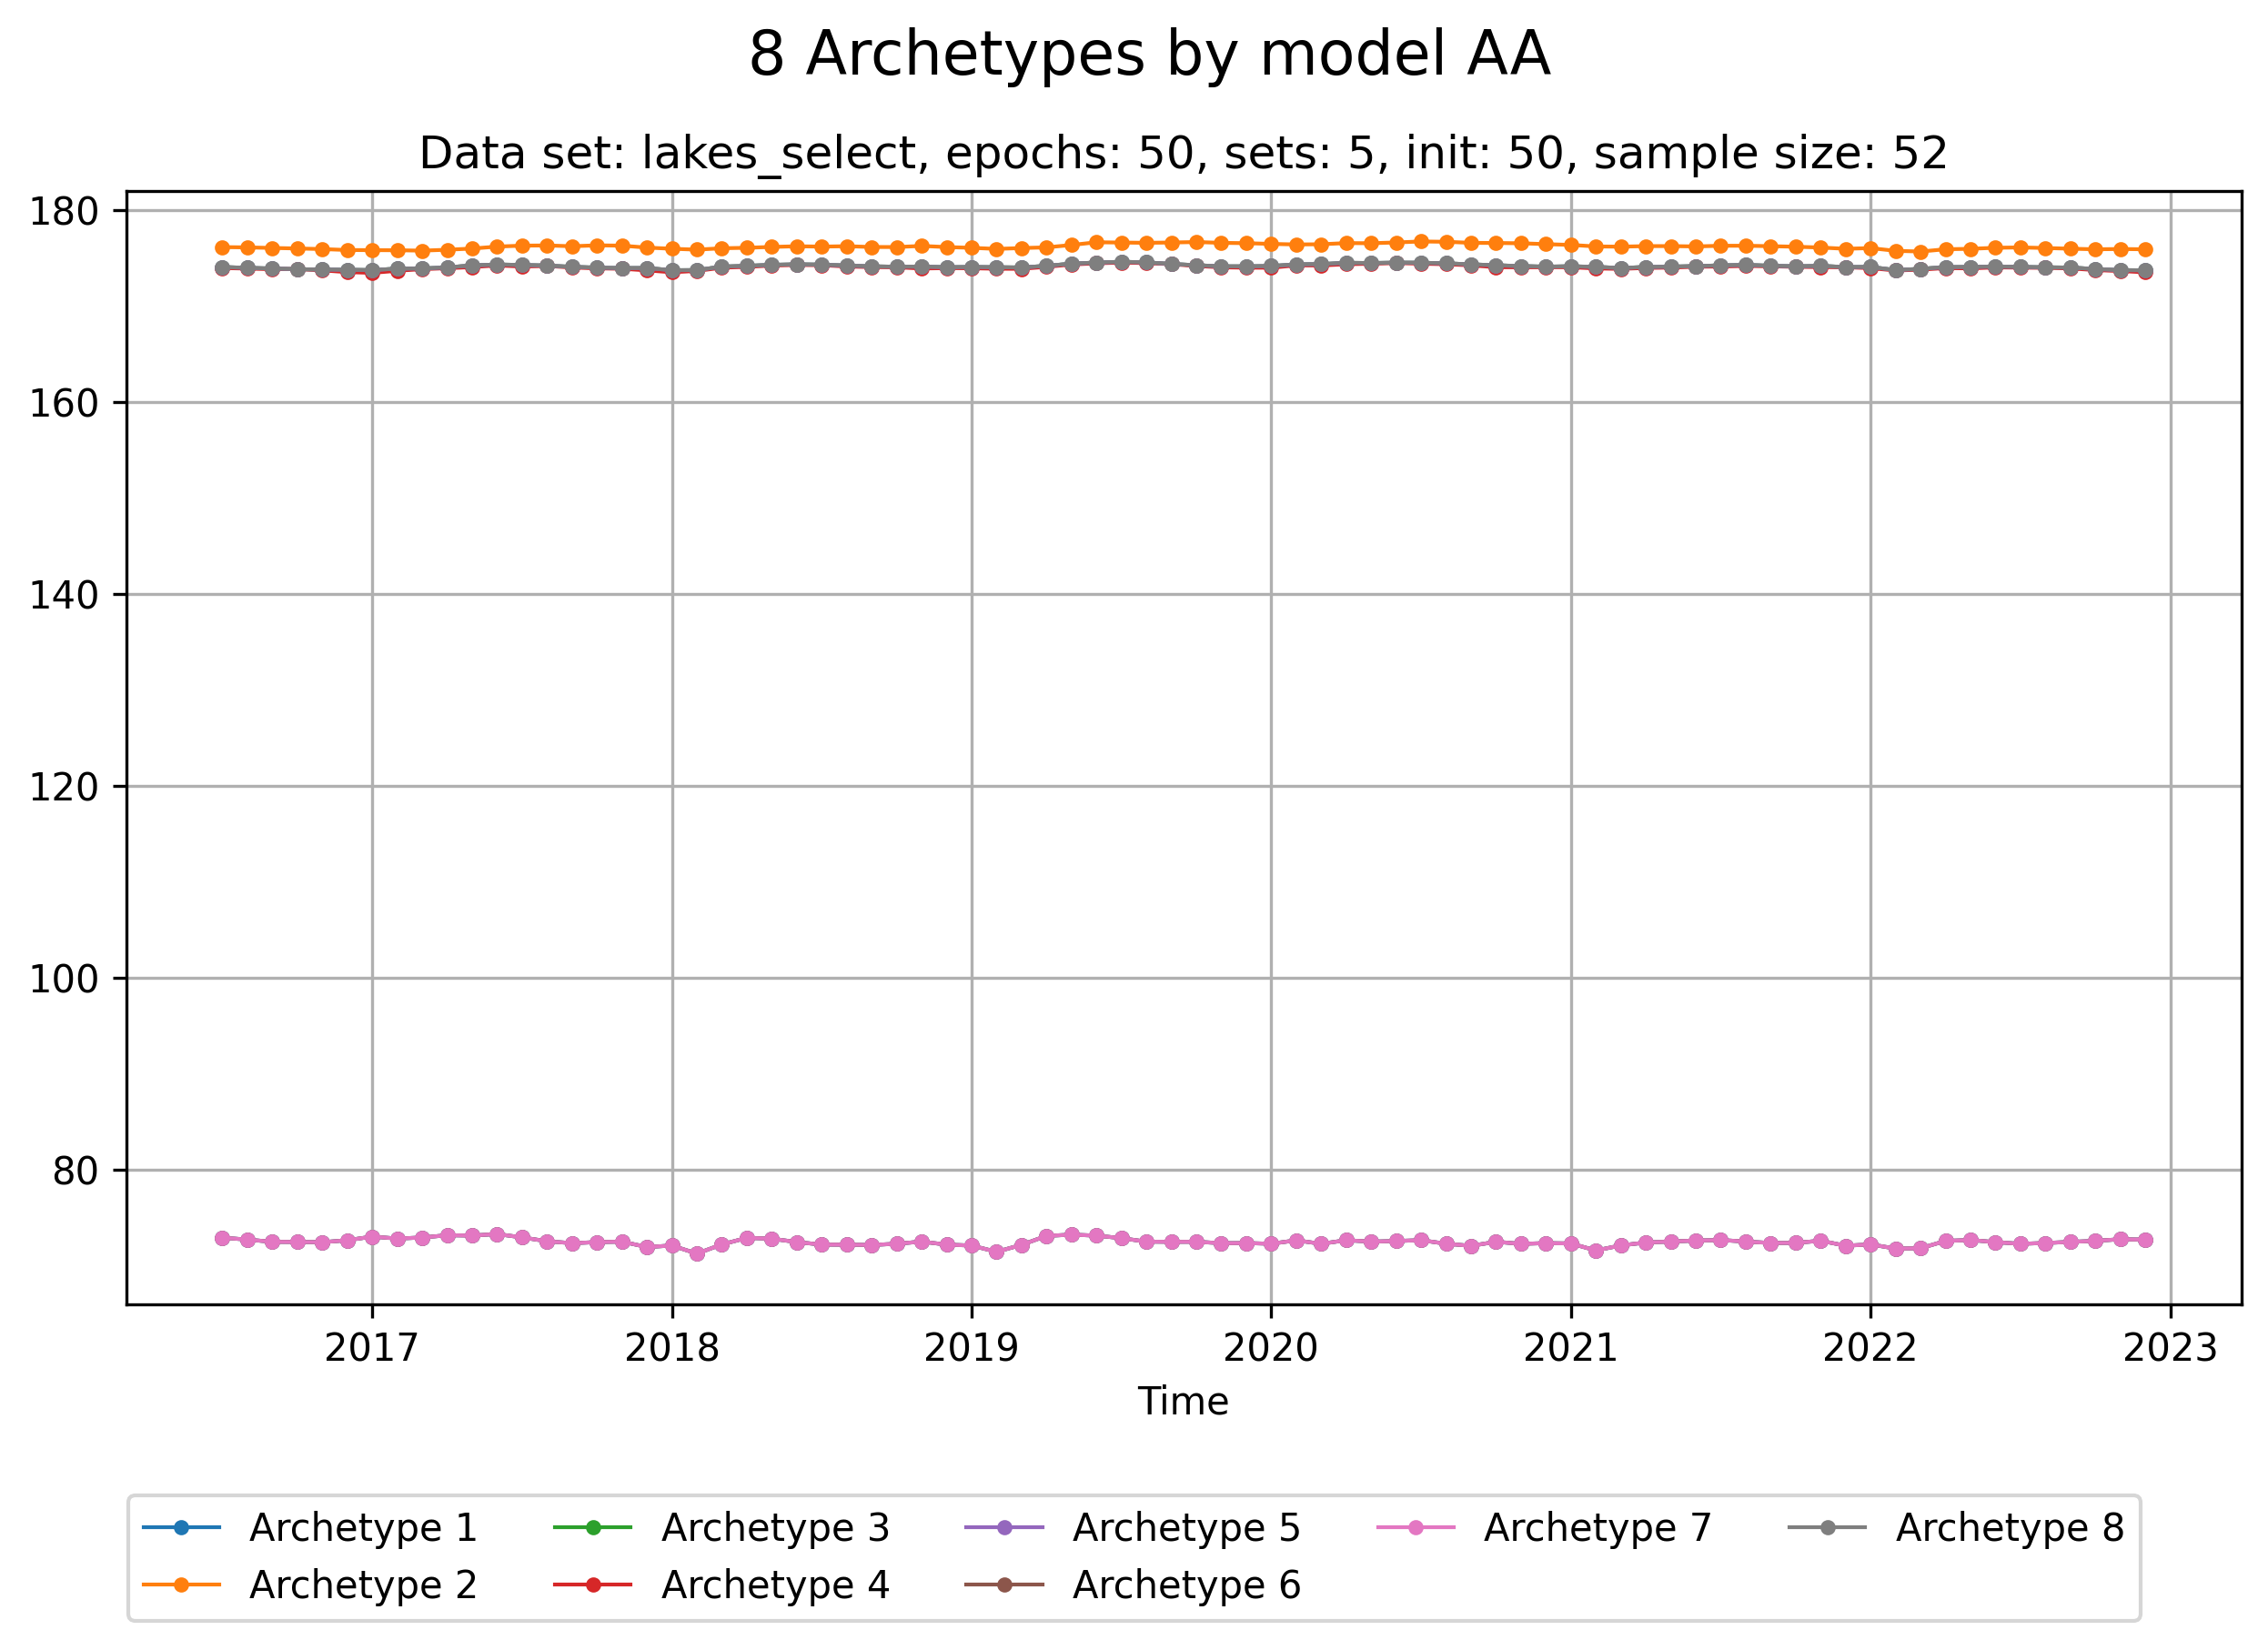 8 Archetypes by model AA
Data set: lakes_select, epochs: 50, sets: 5, init: 50, sample size: 52
180
160
140
120
100
80
2017 2018 2019 2020 2021 2022 2023
Time
Archetype 1 Archetype 3 Archetype 5 Archetype 7 Archetype 8
Archetype 2 Archetype 4 Archetype 6